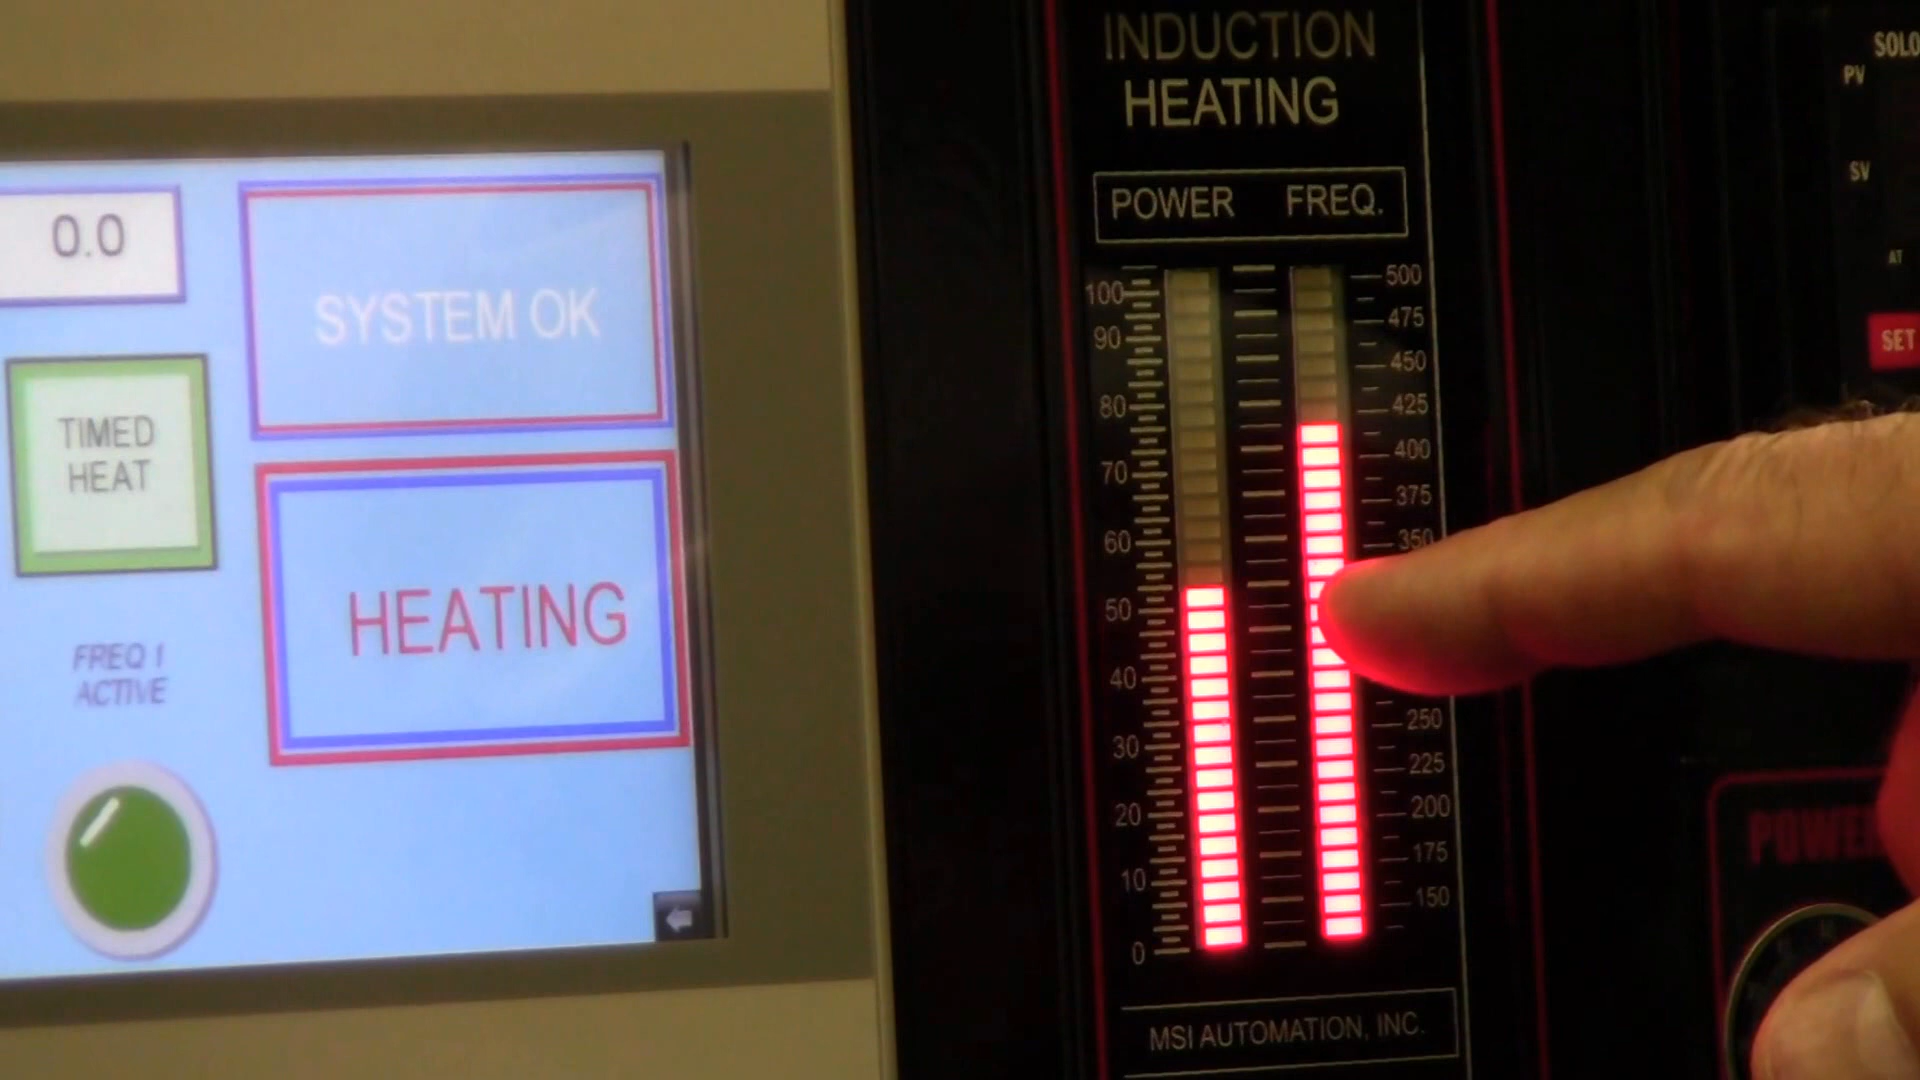 0.0
SYSTEM OK
TIMED
HEAT
HEATING
FREQ 1
ACTIVE
INDUCTION
HEATING
POWER FREQ.
100
90
80
70
60
50
40
30
20
10
0
500
475
450
425
400
375
350
250
225
200
175
150
MSI AUTOMATION, INC.
SOLO
PV
SV
AT
SET
POWER